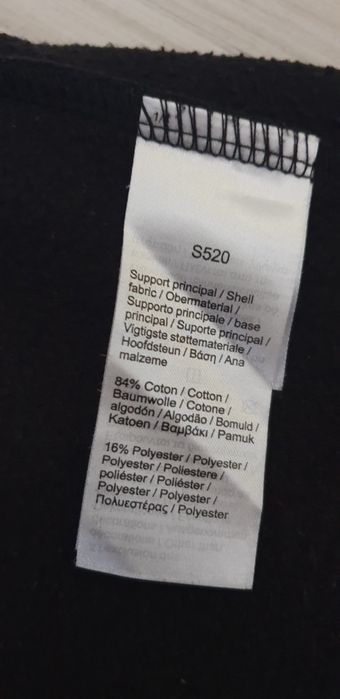 S520
Support principal / Shell
fabric / Obermaterial /
Supporto principale / base
principal / Suporte principal /
Vigtigste støttemateriale /
Hoofdsteun / Βάση / Ana
malzeme
84% Coton / Cotton /
Baumwolle / Cotone /
algodón / Algodão / Bomuld /
Katoen / Βαμβάκι / Pamuk
16% Polyester / Polyester /
Polyester / Poliestere /
poliéster / Poliéster /
Polyester / Polyester /
Πολυεστέρας / Polyester